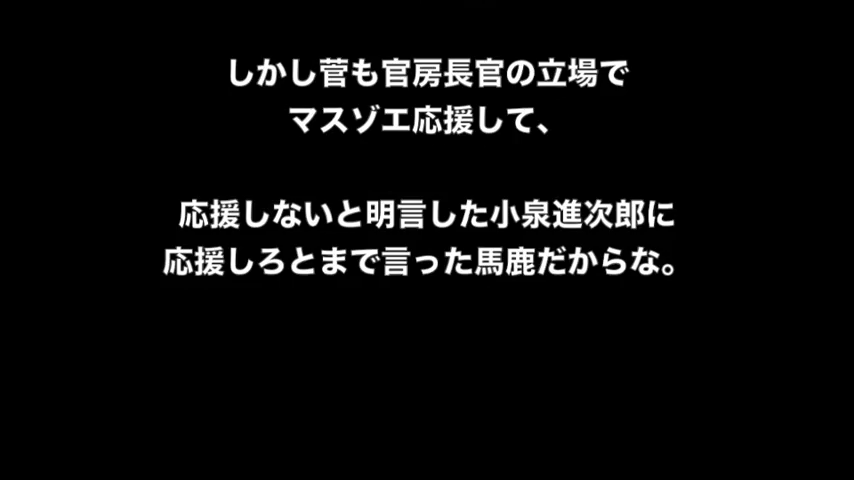 しかし菅も官房長官の立場で
マスゾエ応援して、
応援しないと明言した小泉進次郎に
応援しろとまで言った馬鹿だからな。